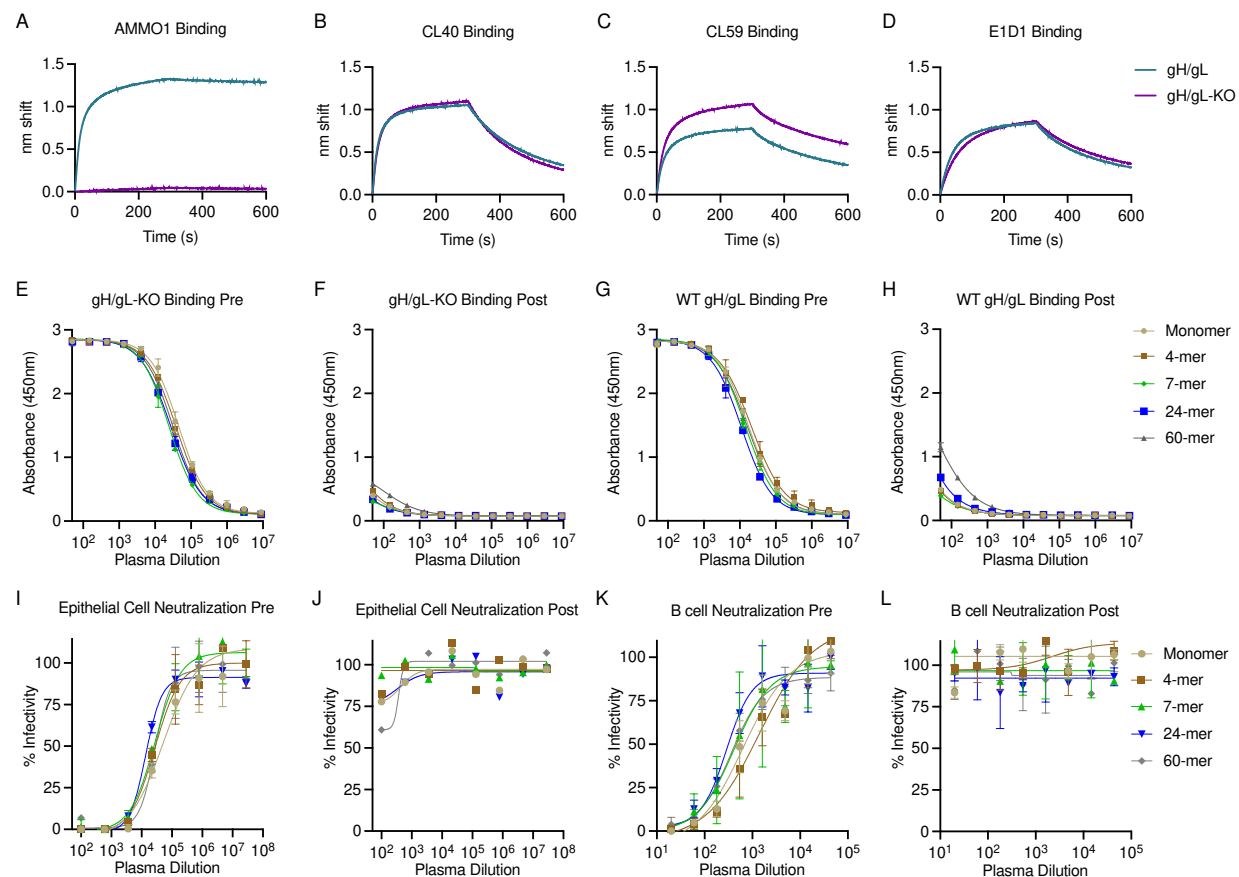 A
AMMO1 Binding
nm shift
1.5
1.0
0.5
0.0
0 200 400 600
Time (s)
B
CL40 Binding
nm shift
1.5
1.0
0.5
0.0
0 200 400 600
Time (s)
C
CL59 Binding
nm shift
1.5
1.0
0.5
0.0
0 200 400 600
Time (s)
D
E1D1 Binding
nm shift
1.5
1.0
0.5
0.0
0 200 400 600
Time (s)
gH/gL
gH/gL-KO
E
gH/gL-KO Binding Pre
Absorbance (450nm)
3
2
1
0
10² 10³ 10⁴ 10⁵ 10⁶ 10⁷
Plasma Dilution
F
gH/gL-KO Binding Post
Absorbance (450nm)
3
2
1
0
10² 10³ 10⁴ 10⁵ 10⁶ 10⁷
Plasma Dilution
G
WT gH/gL Binding Pre
Absorbance (450nm)
3
2
1
0
10² 10³ 10⁴ 10⁵ 10⁶ 10⁷
Plasma Dilution
H
WT gH/gL Binding Post
Absorbance (450nm)
3
2
1
0
10² 10³ 10⁴ 10⁵ 10⁶ 10⁷
Plasma Dilution
Monomer
4-mer
7-mer
24-mer
60-mer
I
Epithelial Cell Neutralization Pre
% Infectivity
100
75
50
25
0
10² 10³ 10⁴ 10⁵ 10⁶ 10⁷ 10⁸
Plasma Dilution
J
Epithelial Cell Neutralization Post
% Infectivity
100
75
50
25
0
10² 10³ 10⁴ 10⁵ 10⁶ 10⁷ 10⁸
Plasma Dilution
K
B cell Neutralization Pre
% Infectivity
100
75
50
25
0
10¹ 10² 10³ 10⁴ 10⁵
Plasma Dilution
L
B cell Neutralization Post
% Infectivity
100
75
50
25
0
10¹ 10² 10³ 10⁴ 10⁵
Plasma Dilution
Monomer
4-mer
7-mer
24-mer
60-mer